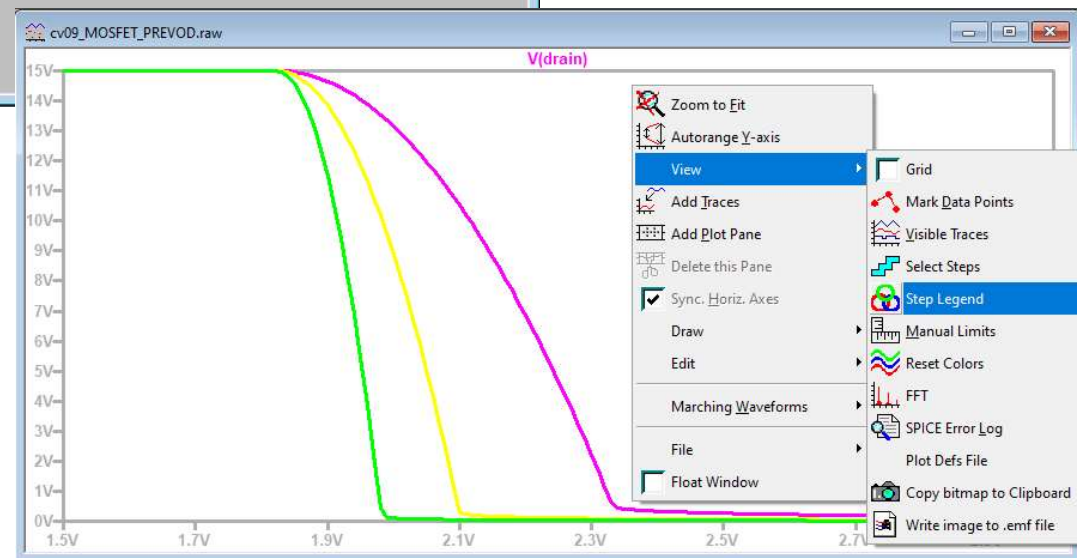 cv09_MOSFET_PREVOD.raw
V(drain)
15V
14V
13V
12V
11V
10V
9V
8V
7V
6V
5V
4V
3V
2V
1V
0V
1.5V
1.7V
1.9V
2.1V
2.3V
2.5V
2.7V
Zoom to Fit
Autorange Y-axis
View
Add Traces
Add Plot Pane
Delete this Pane
Sync. Horiz. Axes
Draw
Edit
Marching Waveforms
File
Float Window
Grid
Mark Data Points
Visible Traces
Select Steps
Step Legend
Manual Limits
Reset Colors
FFT
SPICE Error Log
Plot Defs File
Copy bitmap to Clipboard
Write image to .emf file